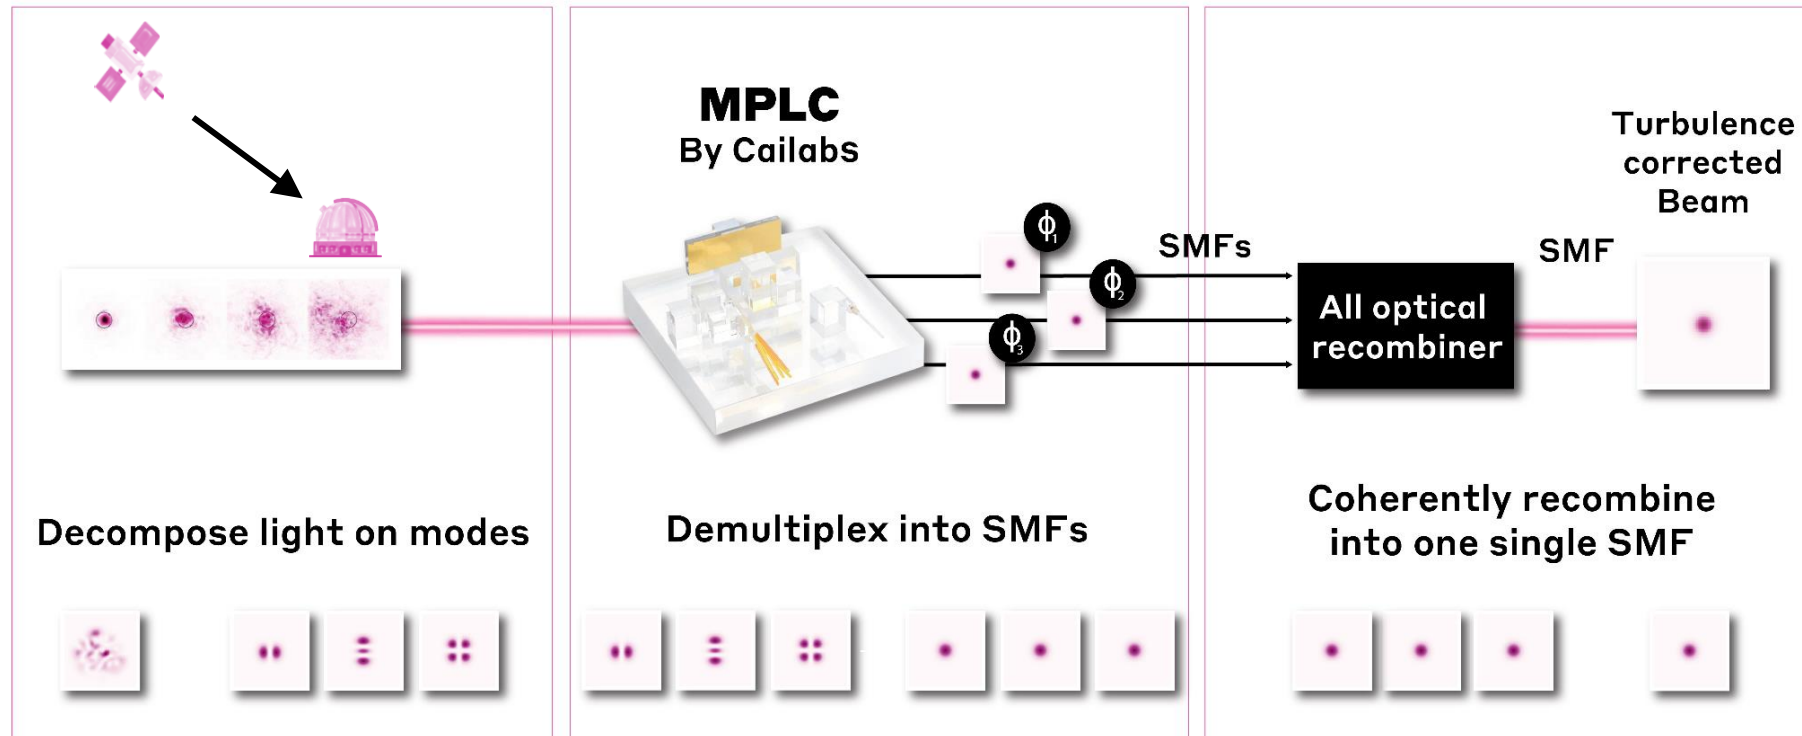 MPLC
By Cailabs
ϕ1
ϕ2
ϕ3
SMFs
All optical
recombiner
SMF
Turbulence
corrected
Beam
Decompose light on modes
Demultiplex into SMFs
Coherently recombine
into one single SMF